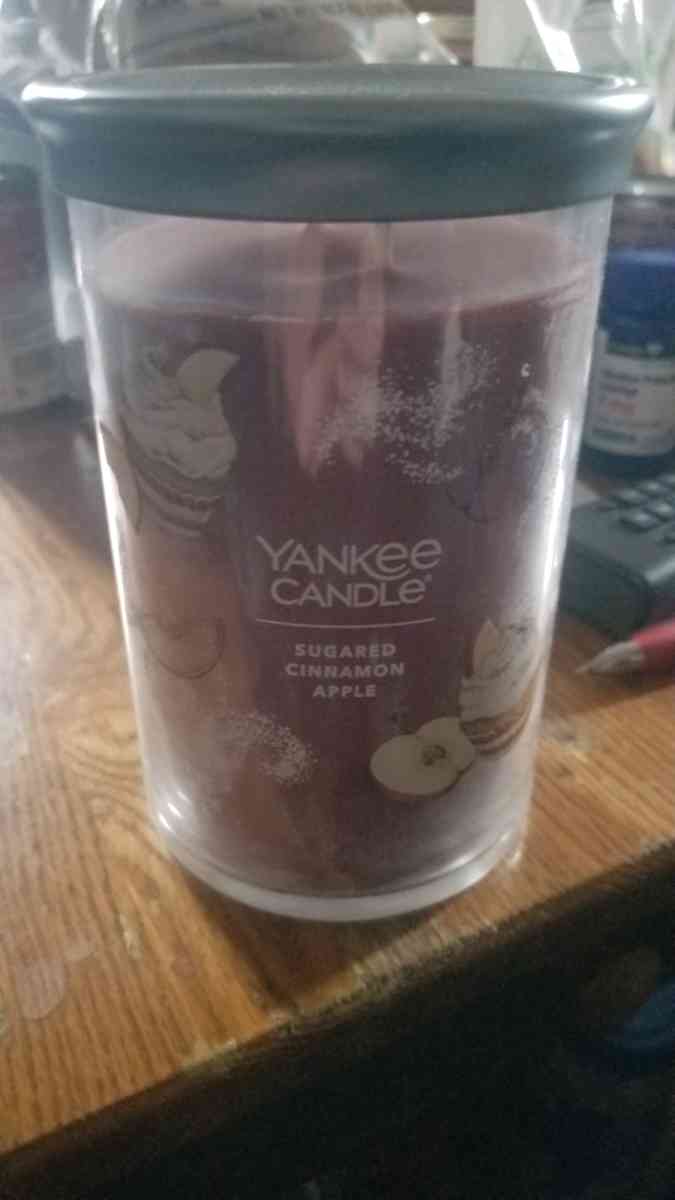 YANKEE
CANDLE®
SUGARED
CINNAMON
APPLE